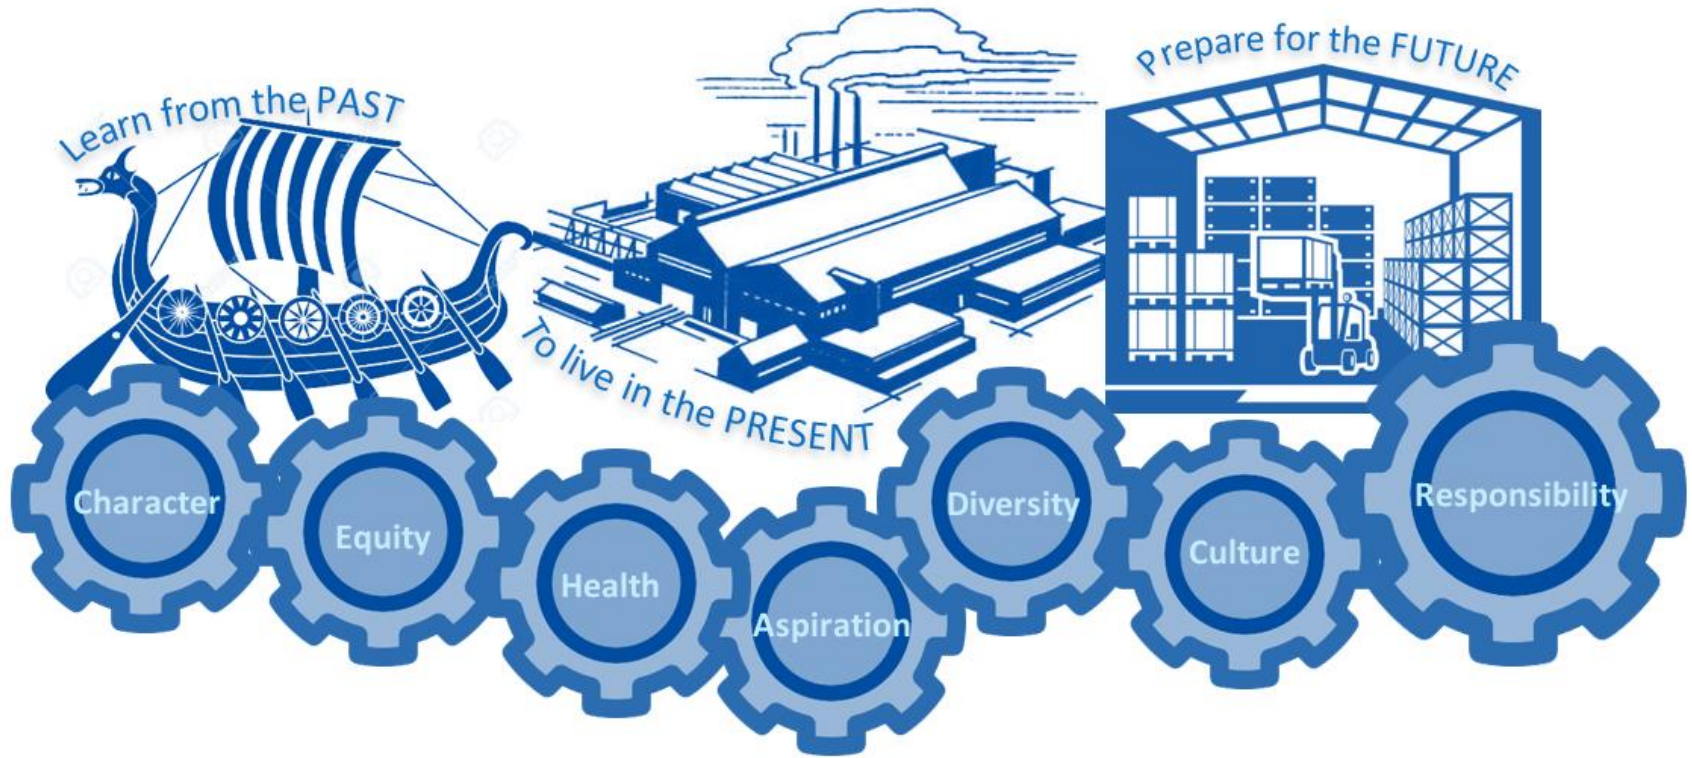 Learn from the PAST
To live in the PRESENT
Prepare for the FUTURE
Character
Equity
Health
Aspiration
Diversity
Culture
Responsibility